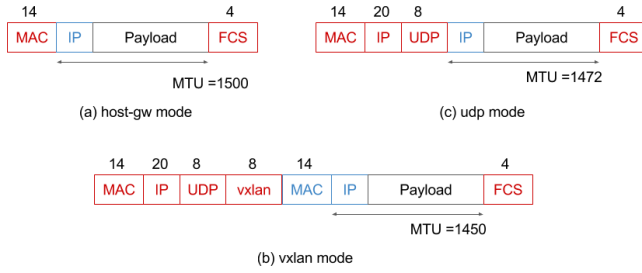 14 4
MAC IP Payload FCS
MTU =1500
(a) host-gw mode
14 20 8 4
MAC IP UDP IP Payload FCS
MTU =1472
(c) udp mode
14 20 8 8 14 4
MAC IP UDP vxlan MAC IP Payload FCS
MTU =1450
(b) vxlan mode